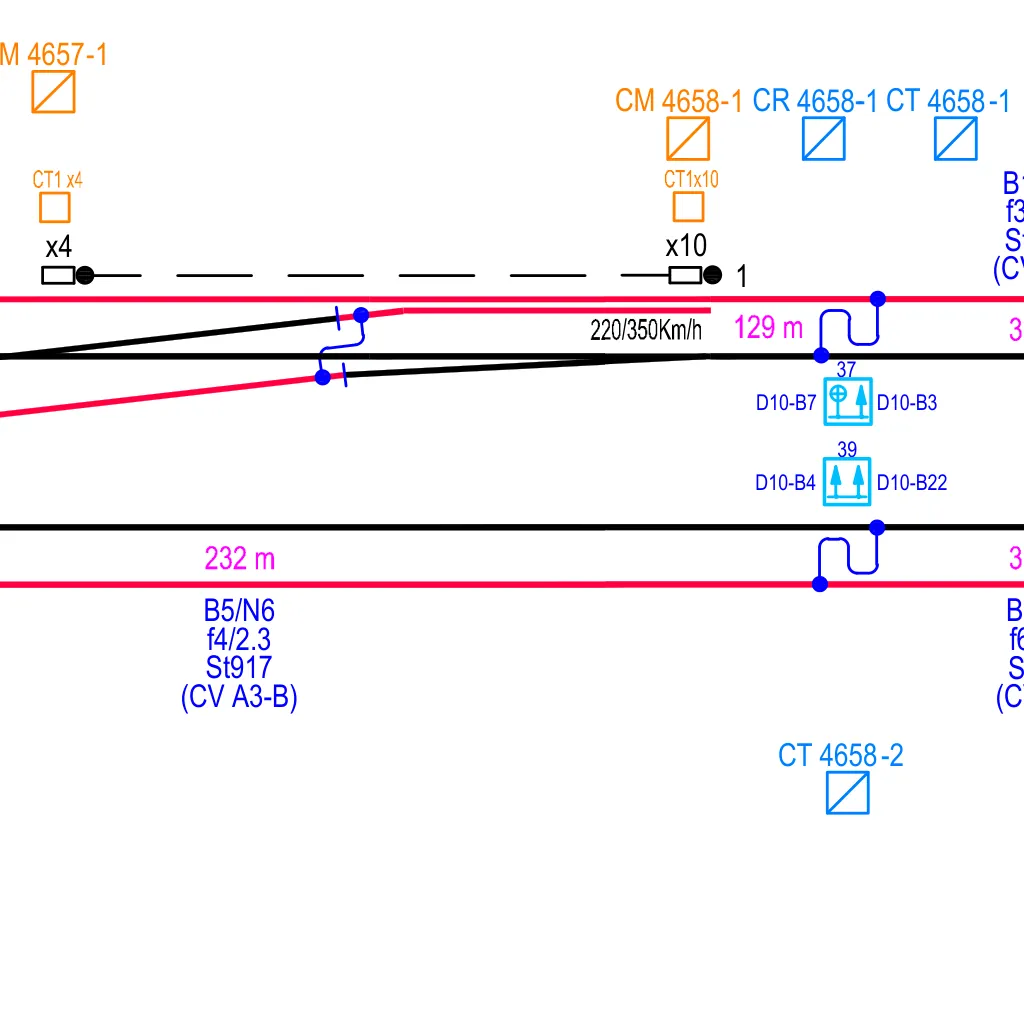 M 4657-1
CM 4658-1 CR 4658-1 CT 4658-1
CT1 x4
CT1x10
x4
x10
1
220/350Km/h
129 m
3
37
D10-B7
D10-B3
39
D10-B4
D10-B22
232 m
3
B5/N6
f4/2.3
St917
(CV A3-B)
CT 4658-2